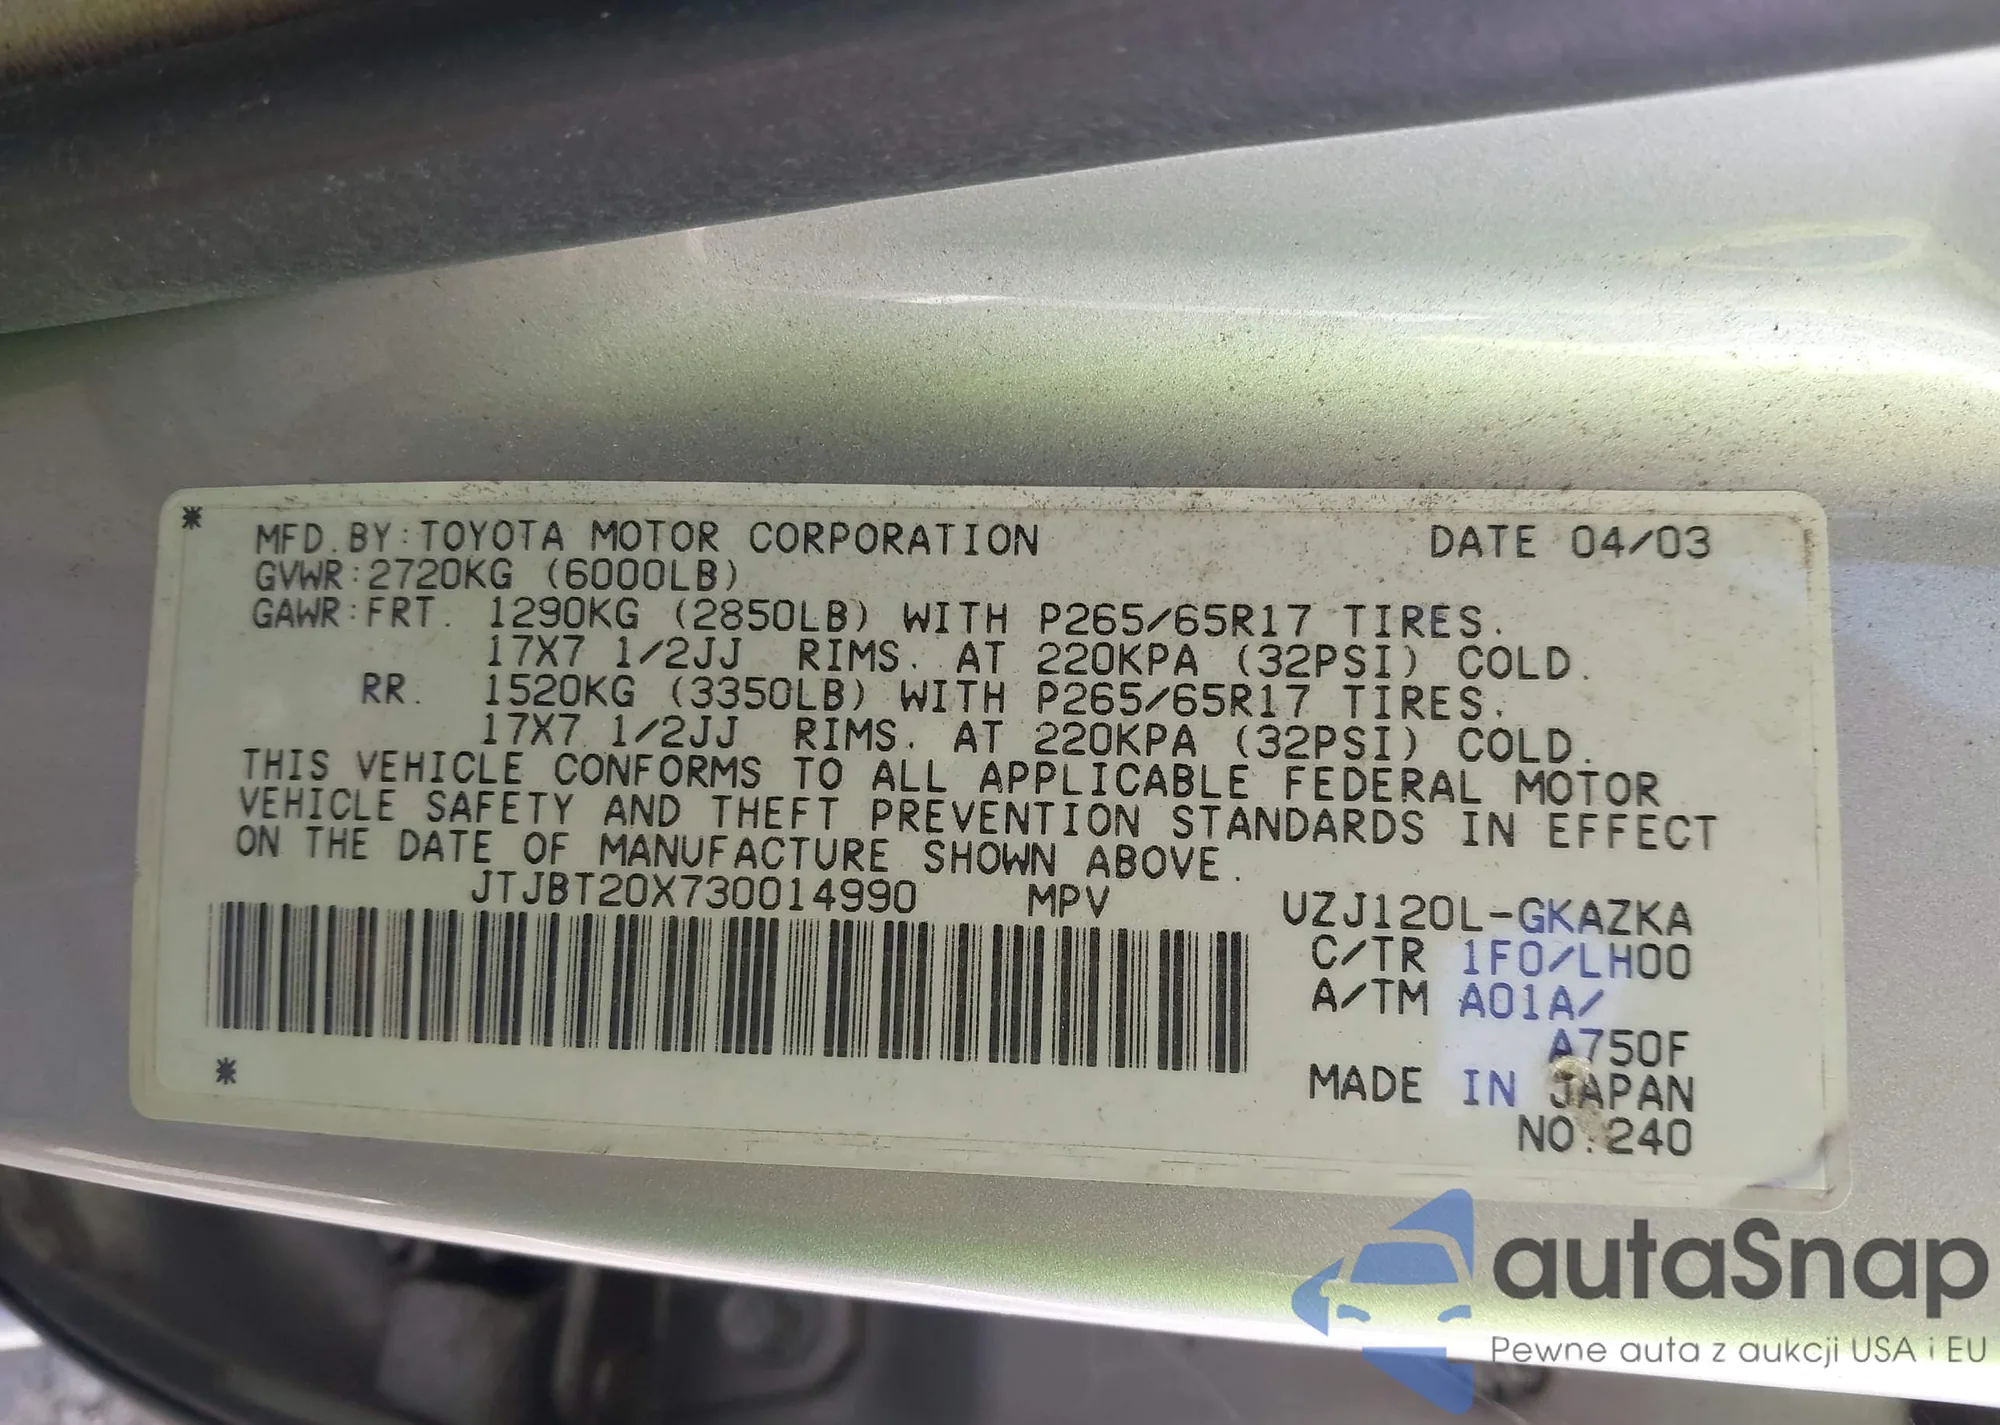 MFD.BY:TOYOTA MOTOR CORPORATION DATE 04/03
GVWR:2720KG (6000LB)
GAWR:FRT. 1290KG (2850LB) WITH P265/65R17 TIRES.
17X7 1/2JJ RIMS. AT 220KPA (32PSI) COLD.
RR. 1520KG (3350LB) WITH P265/65R17 TIRES.
17X7 1/2JJ RIMS. AT 220KPA (32PSI) COLD.
THIS VEHICLE CONFORMS TO ALL APPLICABLE FEDERAL MOTOR
VEHICLE SAFETY AND THEFT PREVENTION STANDARDS IN EFFECT
ON THE DATE OF MANUFACTURE SHOWN ABOVE.
JTJBT20X730014990 MPV UZJ120L-GKAZKA
C/TR 1F0/LH00
A/TM A01A/
A750F
MADE IN JAPAN
NO.240
autaSnap
Pewne auta z aukcji USA i EU